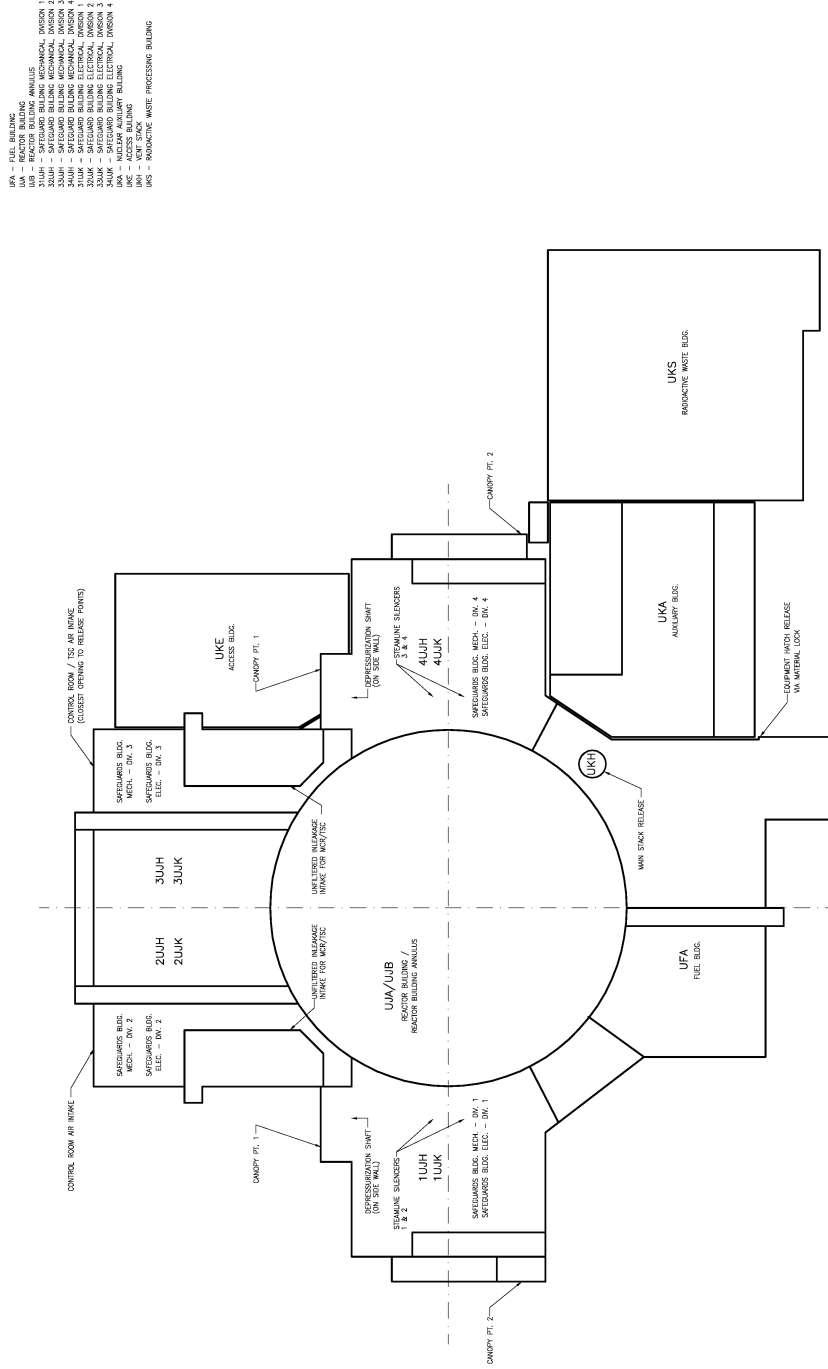 UFA – FUEL BUILDING
UJA – REACTOR BUILDING
UJB – REACTOR BUILDING ANNULUS
31UJH – SAFEGUARD BUILDING MECHANICAL, DIVISION 1
32UJH – SAFEGUARD BUILDING MECHANICAL, DIVISION 2
33UJH – SAFEGUARD BUILDING MECHANICAL, DIVISION 3
34UJH – SAFEGUARD BUILDING MECHANICAL, DIVISION 4
31UJK – SAFEGUARD BUILDING ELECTRICAL, DIVISION 1
32UJK – SAFEGUARD BUILDING ELECTRICAL, DIVISION 2
33UJK – SAFEGUARD BUILDING ELECTRICAL, DIVISION 3
34UJK – SAFEGUARD BUILDING ELECTRICAL, DIVISION 4
UKA – NUCLEAR AUXILIARY BUILDING
UKE – ACCESS BUILDING
UKH – VENT STACK
UKS – RADIOACTIVE WASTE PROCESSING BUILDING
CONTROL ROOM AIR INTAKE
SAFEGUARDS BLDG.
MECH. – DIV. 2
SAFEGUARDS BLDG.
ELEC. – DIV. 2
2UJH
2UJK
3UJH
3UJK
SAFEGUARDS BLDG.
MECH. – DIV. 3
SAFEGUARDS BLDG.
ELEC. – DIV. 3
CONTROL ROOM / TSC AIR INTAKE
(CLOSEST OPENING TO RELEASE POINTS)
UKE
ACCESS BLDG.
CANOPY PT. 1
CANOPY PT. 1
UNFILTERED INLEAKAGE
INTAKE FOR MCR/TSC
UNFILTERED INLEAKAGE
INTAKE FOR MCR/TSC
DEPRESSURIZATION SHAFT
(ON SIDE WALL)
STEAMLINE SILENCERS
1 & 2
1UJH
1UJK
SAFEGUARDS BLDG. MECH. – DIV. 1
SAFEGUARDS BLDG. ELEC. – DIV. 1
UJA/UJB
REACTOR BUILDING /
REACTOR BUILDING ANNULUS
DEPRESSURIZATION SHAFT
(ON SIDE WALL)
STEAMLINE SILENCERS
3 & 4
4UJH
4UJK
SAFEGUARDS BLDG. MECH. – DIV. 4
SAFEGUARDS BLDG. ELEC. – DIV. 4
CANOPY PT. 2
CANOPY PT. 2
UKH
MAIN STACK RELEASE
UFA
FUEL BLDG.
UKA
AUXILIARY BLDG.
UKS
RADIOACTIVE WASTE BLDG.
EQUIPMENT HATCH RELEASE
VIA MATERIAL LOCK